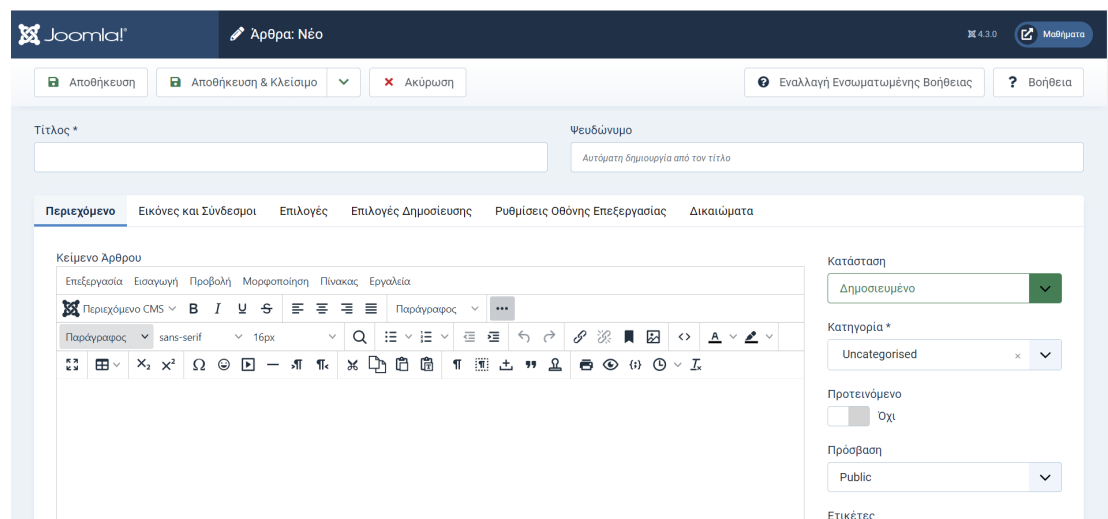 Joomla!® Άρθρα: Νέο 4.3.0 Μαθήματα
Αποθήκευση Αποθήκευση & Κλείσιμο Ακύρωση Εναλλαγή Ενσωματωμένης Βοήθειας Βοήθεια
Τίτλος * Ψευδώνυμο
Αυτόματη δημιουργία από τον τίτλο
Περιεχόμενο Εικόνες και Σύνδεσμοι Επιλογές Επιλογές Δημοσίευσης Ρυθμίσεις Οθόνης Επεξεργασίας Δικαιώματα
Κείμενο Άρθρου
Επεξεργασία Εισαγωγή Προβολή Μορφοποίηση Πίνακας Εργαλεία
Περιεχόμενο CMS Παράγραφος
Παράγραφος sans-serif 16px
Κατάσταση
Δημοσιευμένο
Κατηγορία *
Uncategorised
Προτεινόμενο
Όχι
Πρόσβαση
Public
Ετικέτες